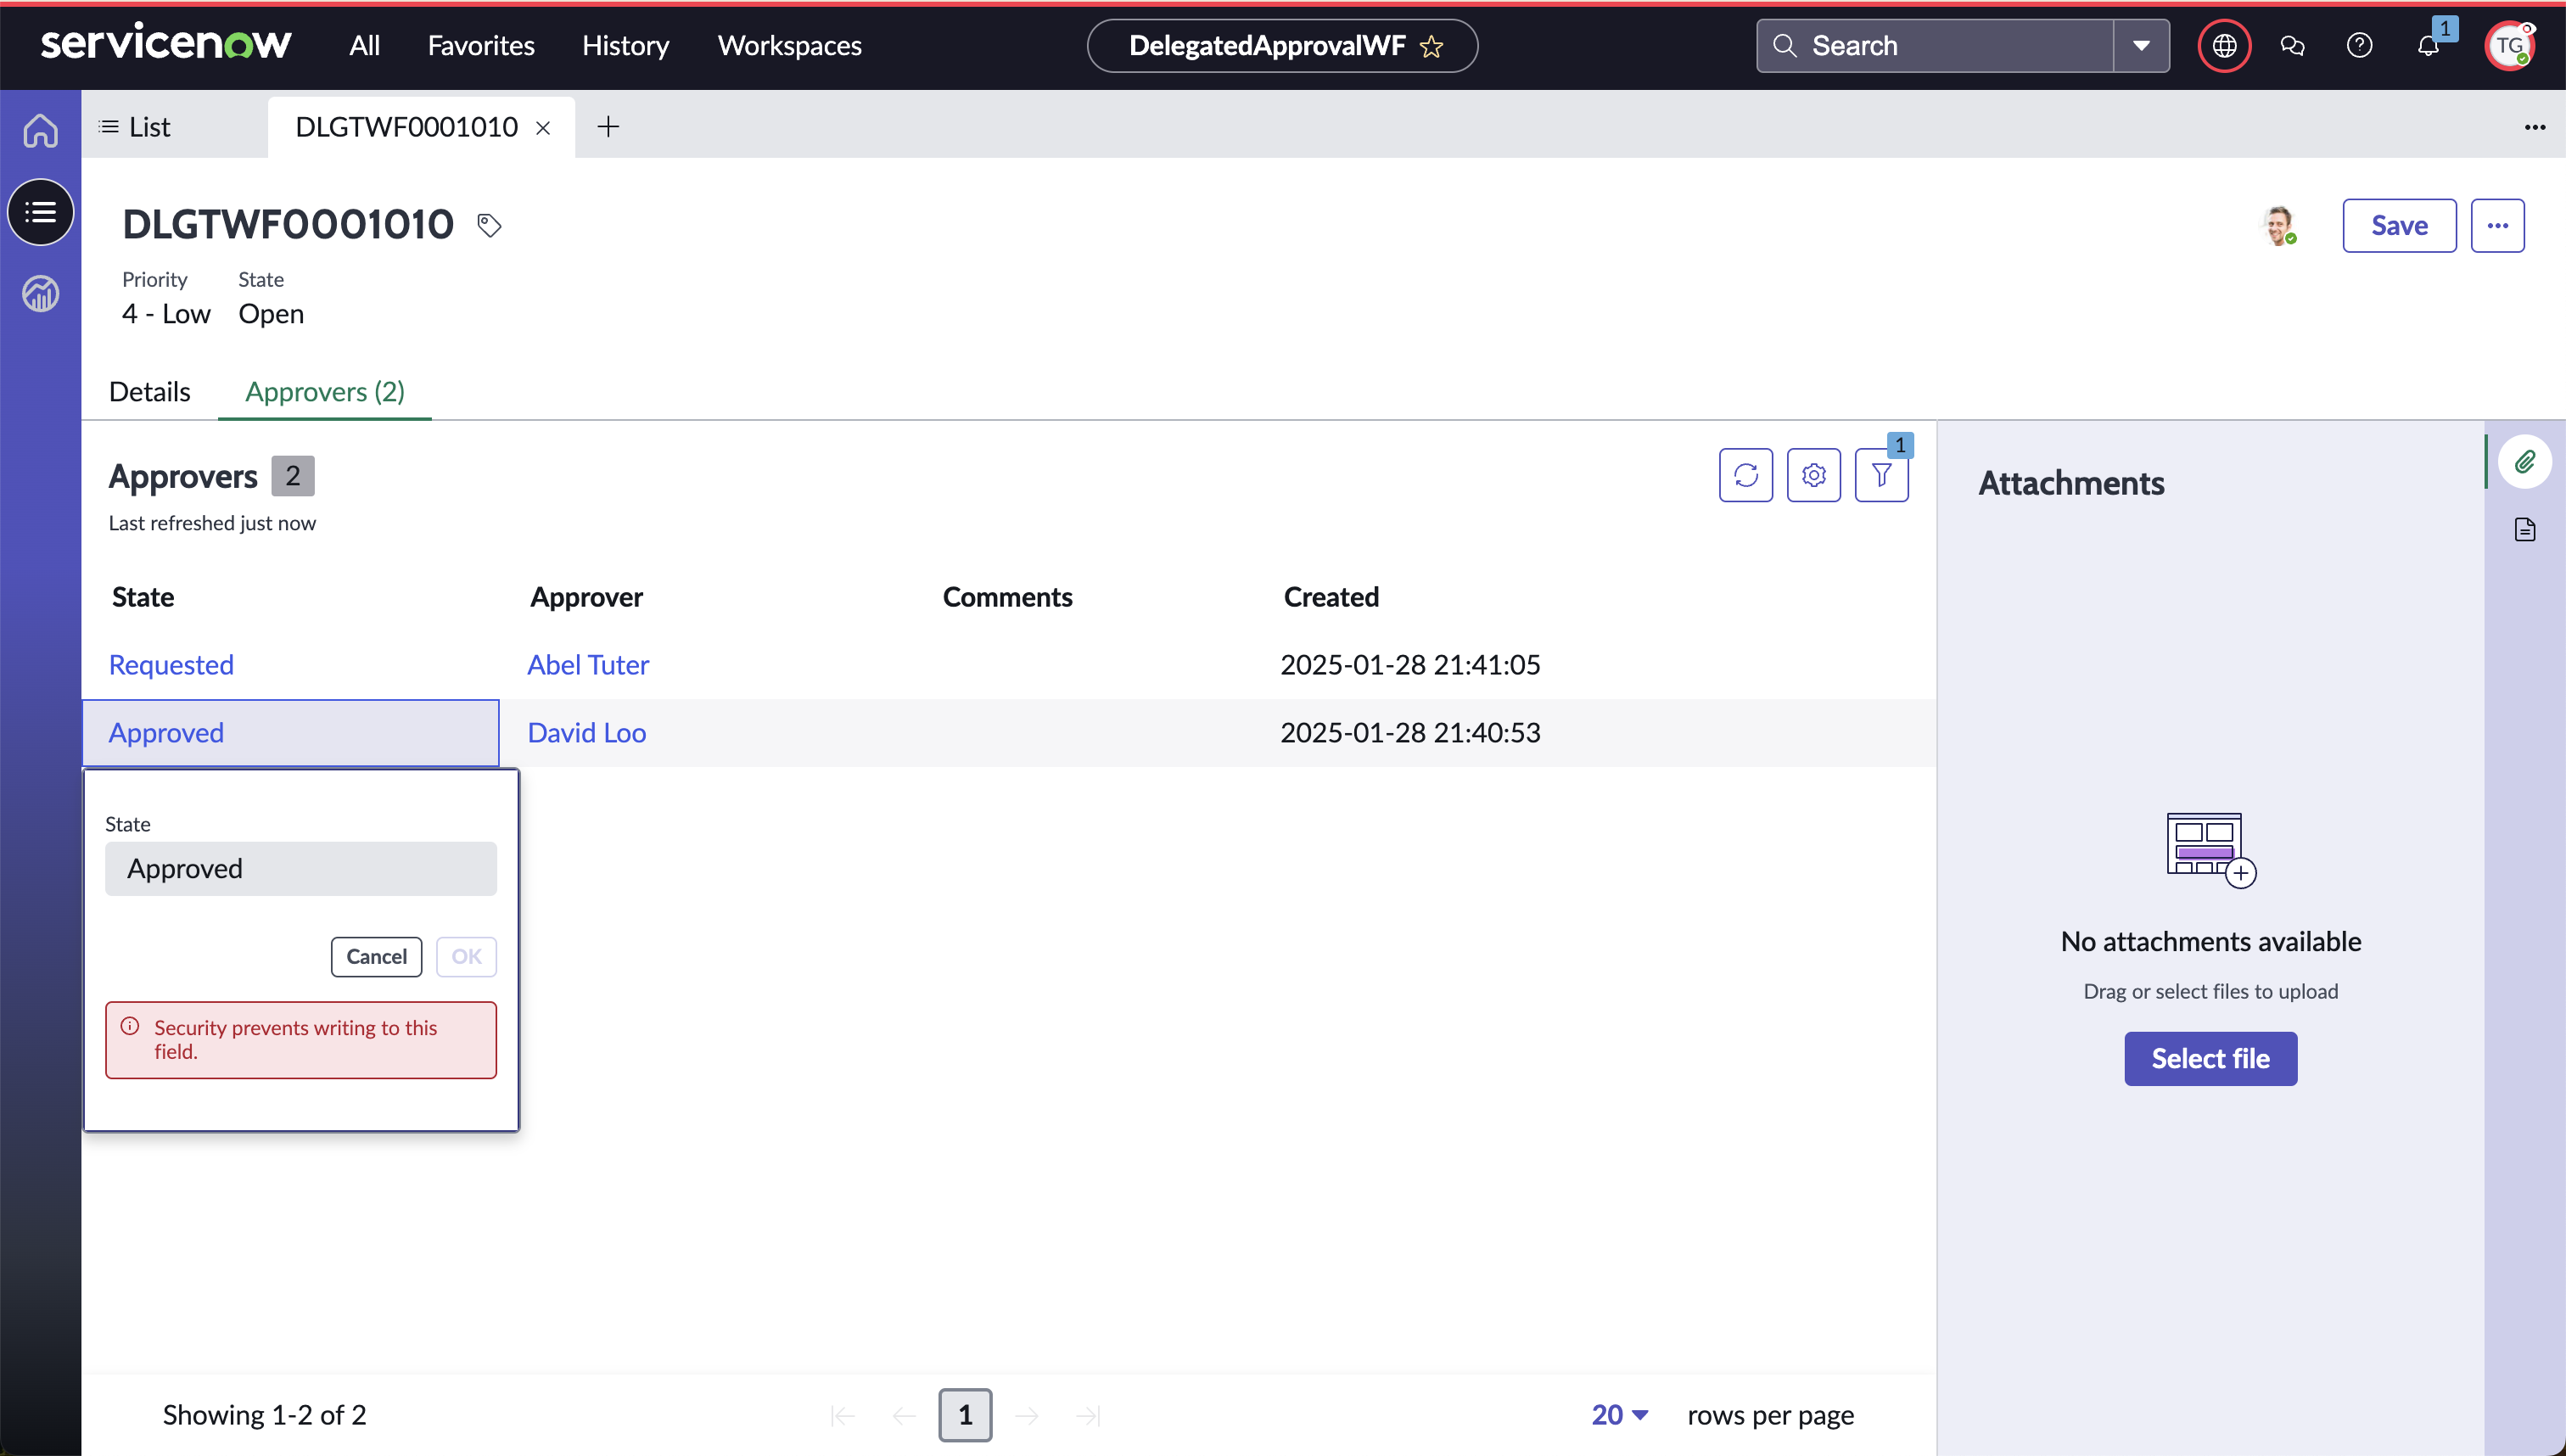 servicenow
All
Favorites
History
Workspaces
DelegatedApprovalWF
Search
1
TG
List
DLGTWF0001010
DLGTWF0001010
Priority
4 - Low
State
Open
Save
Details
Approvers (2)
Approvers 2
Last refreshed just now
1
State
Approver
Comments
Created
Requested
Abel Tuter
2025-01-28 21:41:05
Approved
David Loo
2025-01-28 21:40:53
State
Approved
Cancel
OK
Security prevents writing to this
field.
Attachments
No attachments available
Drag or select files to upload
Select file
Showing 1-2 of 2
1
20
rows per page